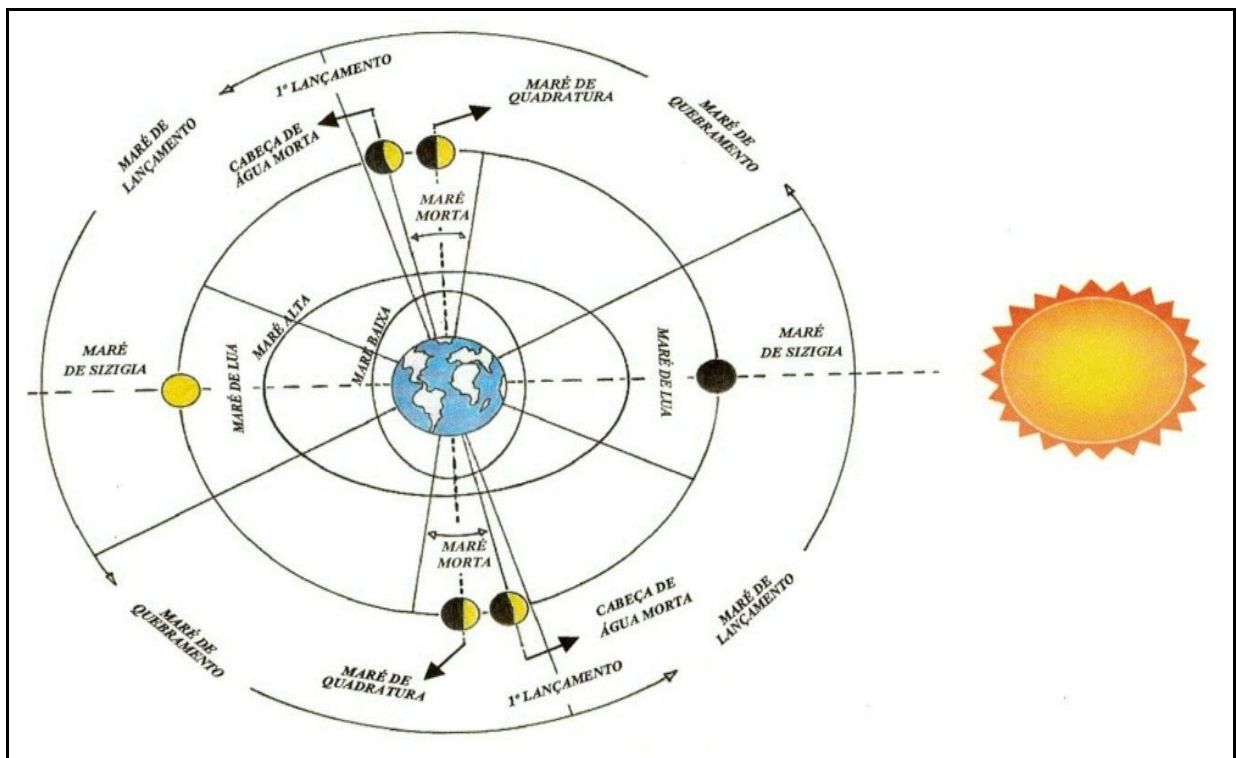 1º LANÇAMENTO
MARÉ DE
QUADRATURA
MARÉ DE
QUEBRAMENTO
MARÉ DE
LANÇAMENTO
CABEÇA DE
ÁGUA MORTA
MARÉ
MORTA
MARÉ ALTA
MARÉ BAIXA
MARÉ
DE SIZIGIA
MARÉ DE LUA
MARÉ DE LUA
MARÉ
DE SIZIGIA
MARÉ
MORTA
CABEÇA DE
ÁGUA MORTA
MARÉ DE
LANÇAMENTO
MARÉ DE
QUEBRAMENTO
MARÉ DE
QUADRATURA
1º LANÇAMENTO